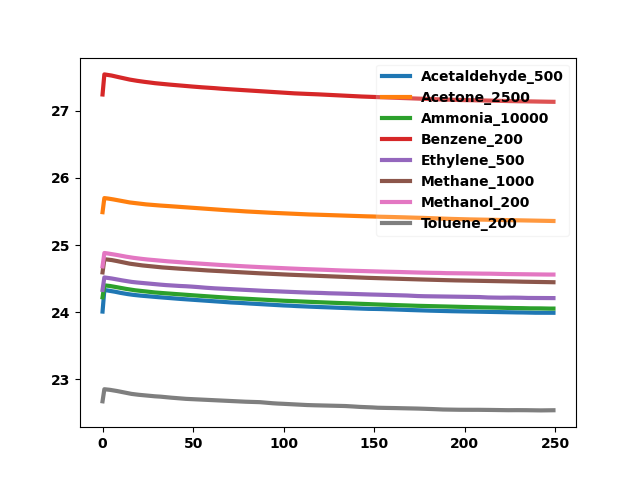 Acetaldehyde_500
Acetone_2500
Ammonia_10000
Benzene_200
Ethylene_500
Methane_1000
Methanol_200
Toluene_200
27
26
25
24
23
0 50 100 150 200 250